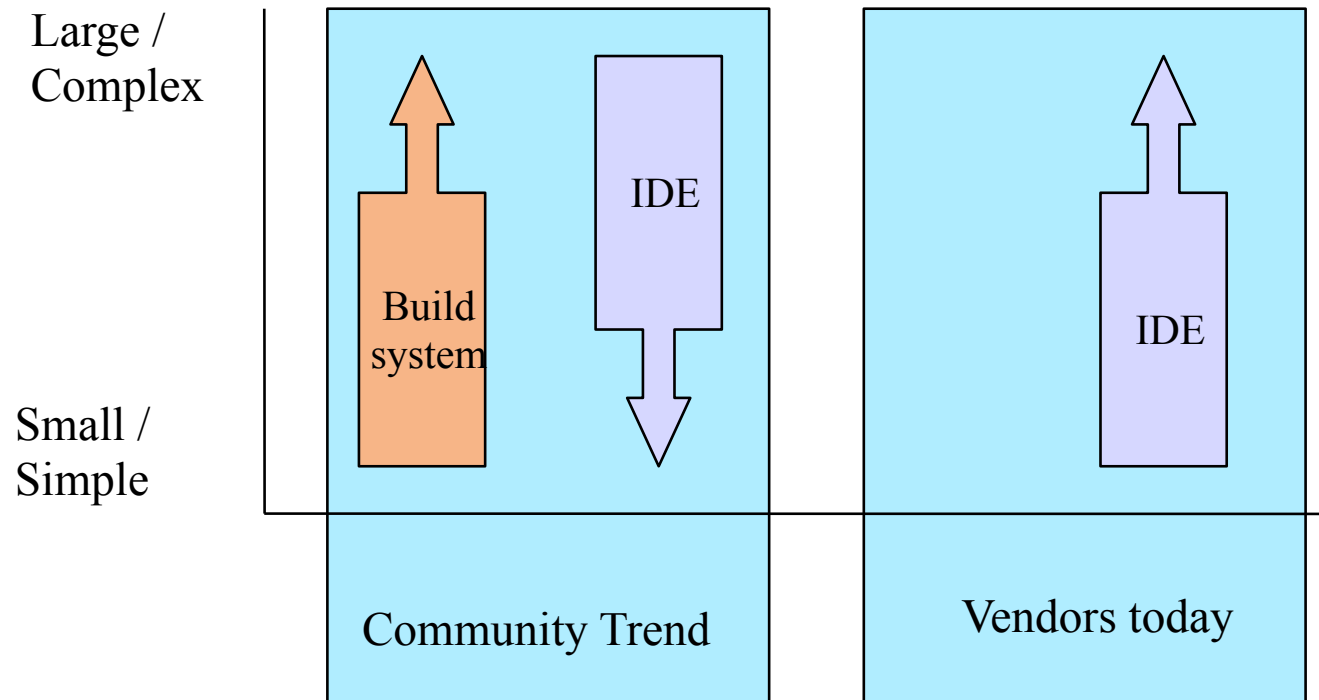 Large /
Complex
IDE
Build
system
IDE
Small /
Simple
Community Trend
Vendors today